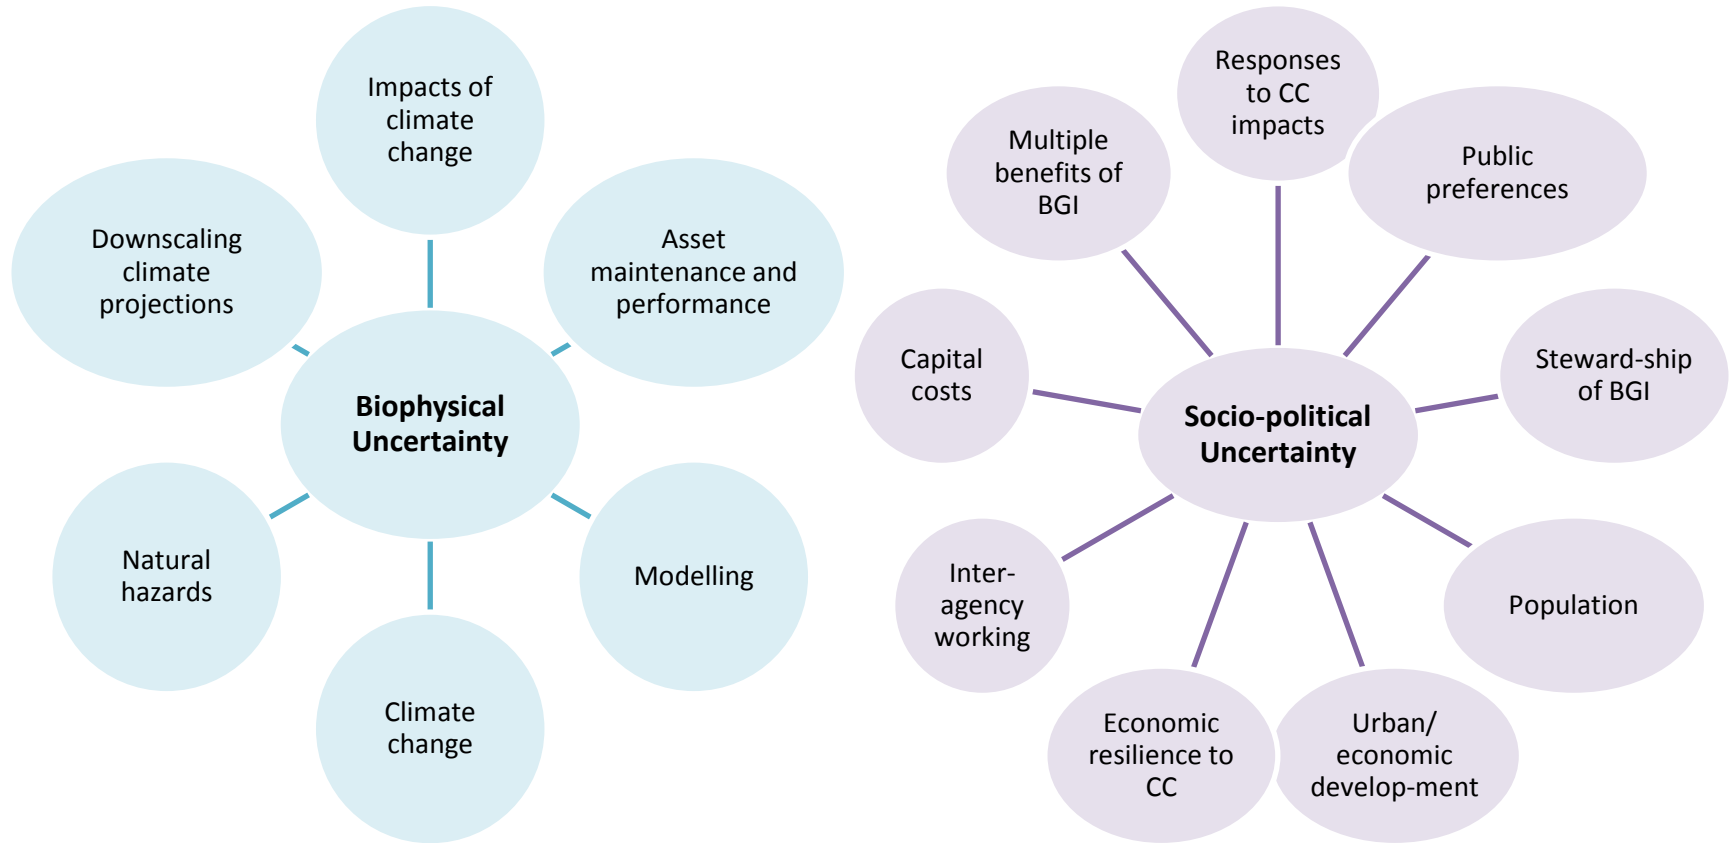 Impacts of
climate
change
Asset
maintenance and
performance
Modelling
Climate
change
Natural
hazards
Downscaling
climate
projections
Biophysical
Uncertainty
Responses
to CC
impacts
Public
preferences
Steward-ship
of BGI
Population
Urban/
economic
develop-ment
Economic
resilience to
CC
Inter-
agency
working
Capital
costs
Multiple
benefits of
BGI
Socio-political
Uncertainty